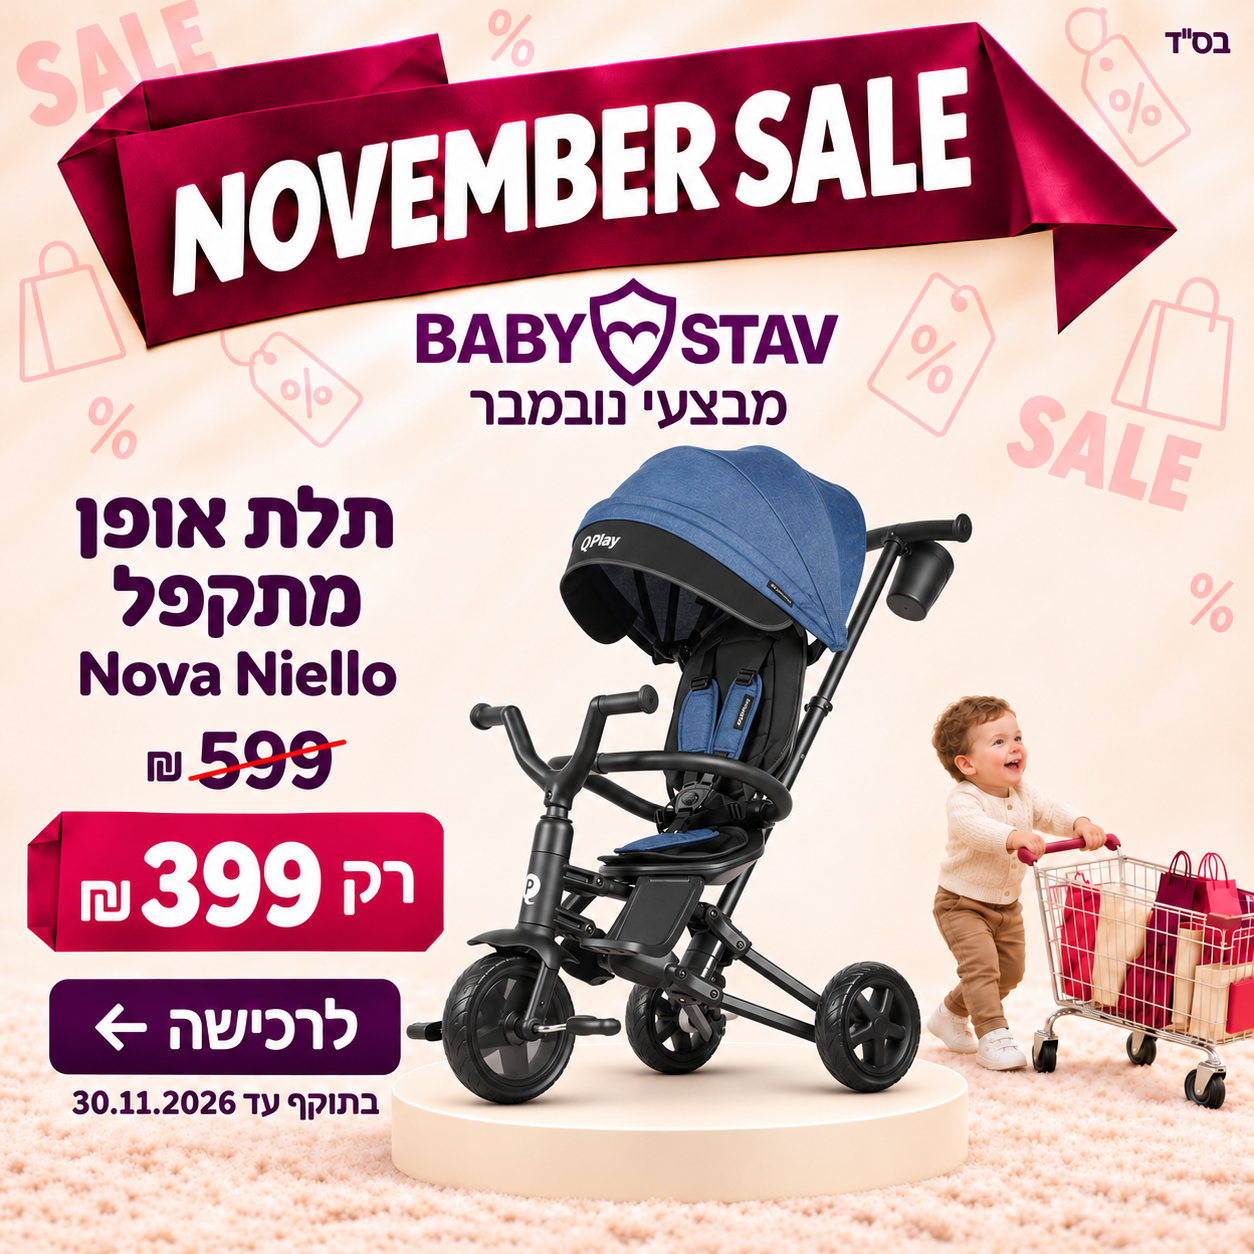 בס"ד
SALE
%
%
NOVEMBER SALE
BABY STAV
מבצעי נובמבר
%
%
%
SALE
%
תלת אופן
מתקפל
Nova Niello
599 ₪
רק 399 ₪
לרכישה ←
בתוקף עד 30.11.2026
QPlay